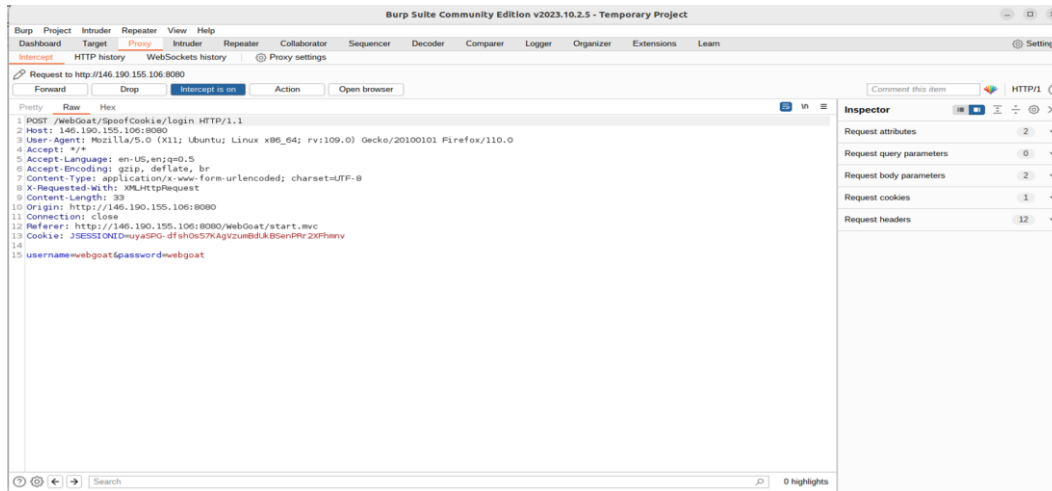 Burp Suite Community Edition v2023.10.2.5 - Temporary Project
Burp Project Intruder Repeater View Help
Dashboard Target Proxy Intruder Repeater Collaborator Sequencer Decoder Comparer Logger Organizer Extensions Learn Setting
Intercept HTTP history WebSockets history Proxy settings
Request to http://146.190.155.106:8080
Forward Drop Intercept is on Action Open browser Comment this item HTTP/1
Pretty Raw Hex \n Inspector
1 POST /WebGoat/SpoofCookie/login HTTP/1.1
2 Host: 146.190.155.106:8080
3 User-Agent: Mozilla/5.0 (X11; Ubuntu; Linux x86_64; rv:109.0) Gecko/20100101 Firefox/110.0
4 Accept: */*
5 Accept-Language: en-US,en;q=0.5
6 Accept-Encoding: gzip, deflate, br
7 Content-Type: application/x-www-form-urlencoded; charset=UTF-8
8 X-Requested-With: XMLHttpRequest
9 Content-Length: 33
10 Origin: http://146.190.155.106:8080
11 Connection: close
12 Referer: http://146.190.155.106:8080/WebGoat/start.mvc
13 Cookie: JSESSIONID=uyaSPG-dfshOs57KAgVzumBdUkBSenPRr2XFhmnv
14
15 username=webgoat&password=webgoat
Request attributes 2
Request query parameters 0
Request body parameters 2
Request cookies 1
Request headers 12
Search 0 highlights